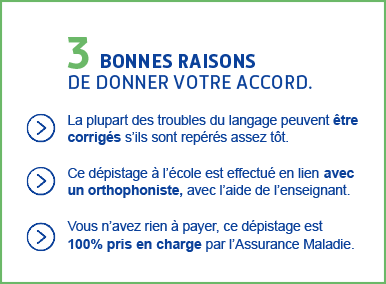 3 BONNES RAISONS
DE DONNER VOTRE ACCORD.
La plupart des troubles du langage peuvent être
corrigés s’ils sont repérés assez tôt.
Ce dépistage à l’école est effectué en lien avec
un orthophoniste, avec l’aide de l’enseignant.
Vous n’avez rien à payer, ce dépistage est
100% pris en charge par l’Assurance Maladie.